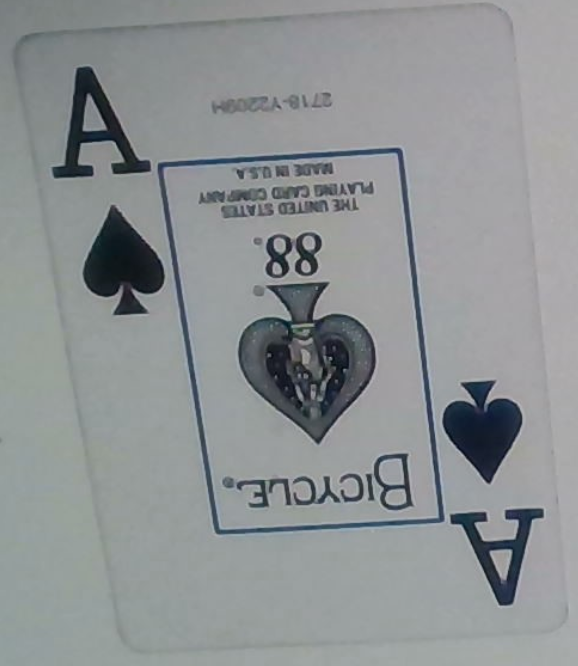 A
BICYCLE®
®
88®
THE UNITED STATES
PLAYING CARD COMPANY
MADE IN U.S.A.
2718-Y2209H
A